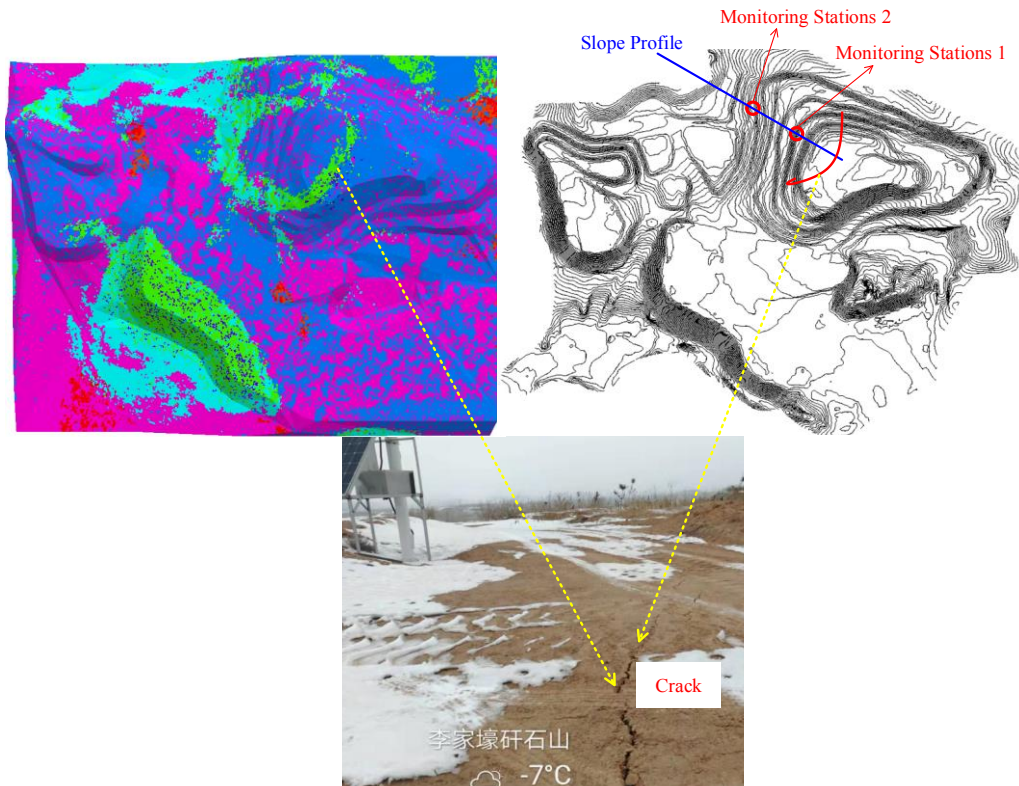 Monitoring Stations 2
Slope Profile
Monitoring Stations 1
Crack
李家壕矸石山
-7°C